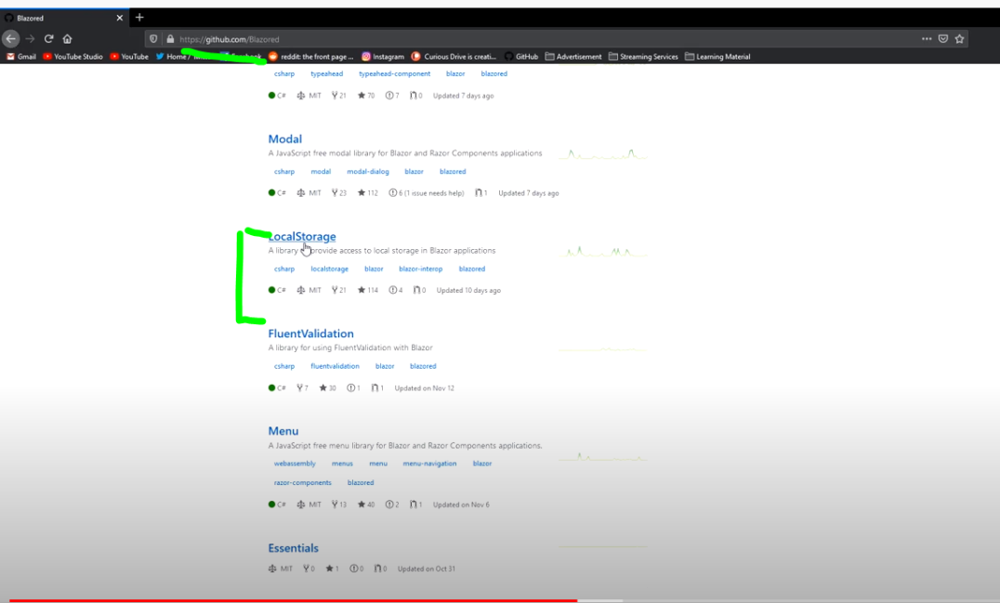 Blazored
https://github.com/Blazored
Gmail YouTube Studio YouTube Home / reddit: the front page ... Instagram Curious Drive is creati... GitHub Advertisement Streaming Services Learning Material
csharp typeahead typeahead-component blazor blazored
C# MIT 21 70 7 0 Updated 7 days ago
Modal
A JavaScript free modal library for Blazor and Razor Components applications
csharp modal modal-dialog blazor blazored
C# MIT 23 112 6 (1 issue needs help) 1 Updated 7 days ago
LocalStorage
A library provide access to local storage in Blazor applications
csharp localstorage blazor blazor-interop blazored
C# MIT 21 114 4 0 Updated 10 days ago
FluentValidation
A library for using FluentValidation with Blazor
csharp fluentvalidation blazor blazored
C# 7 30 1 1 Updated on Nov 12
Menu
A JavaScript free menu library for Blazor and Razor Components applications.
webassembly menus menu menu-navigation blazor
razor-components blazored
C# MIT 13 40 2 1 Updated on Nov 6
Essentials
MIT 0 1 0 0 Updated on Oct 31